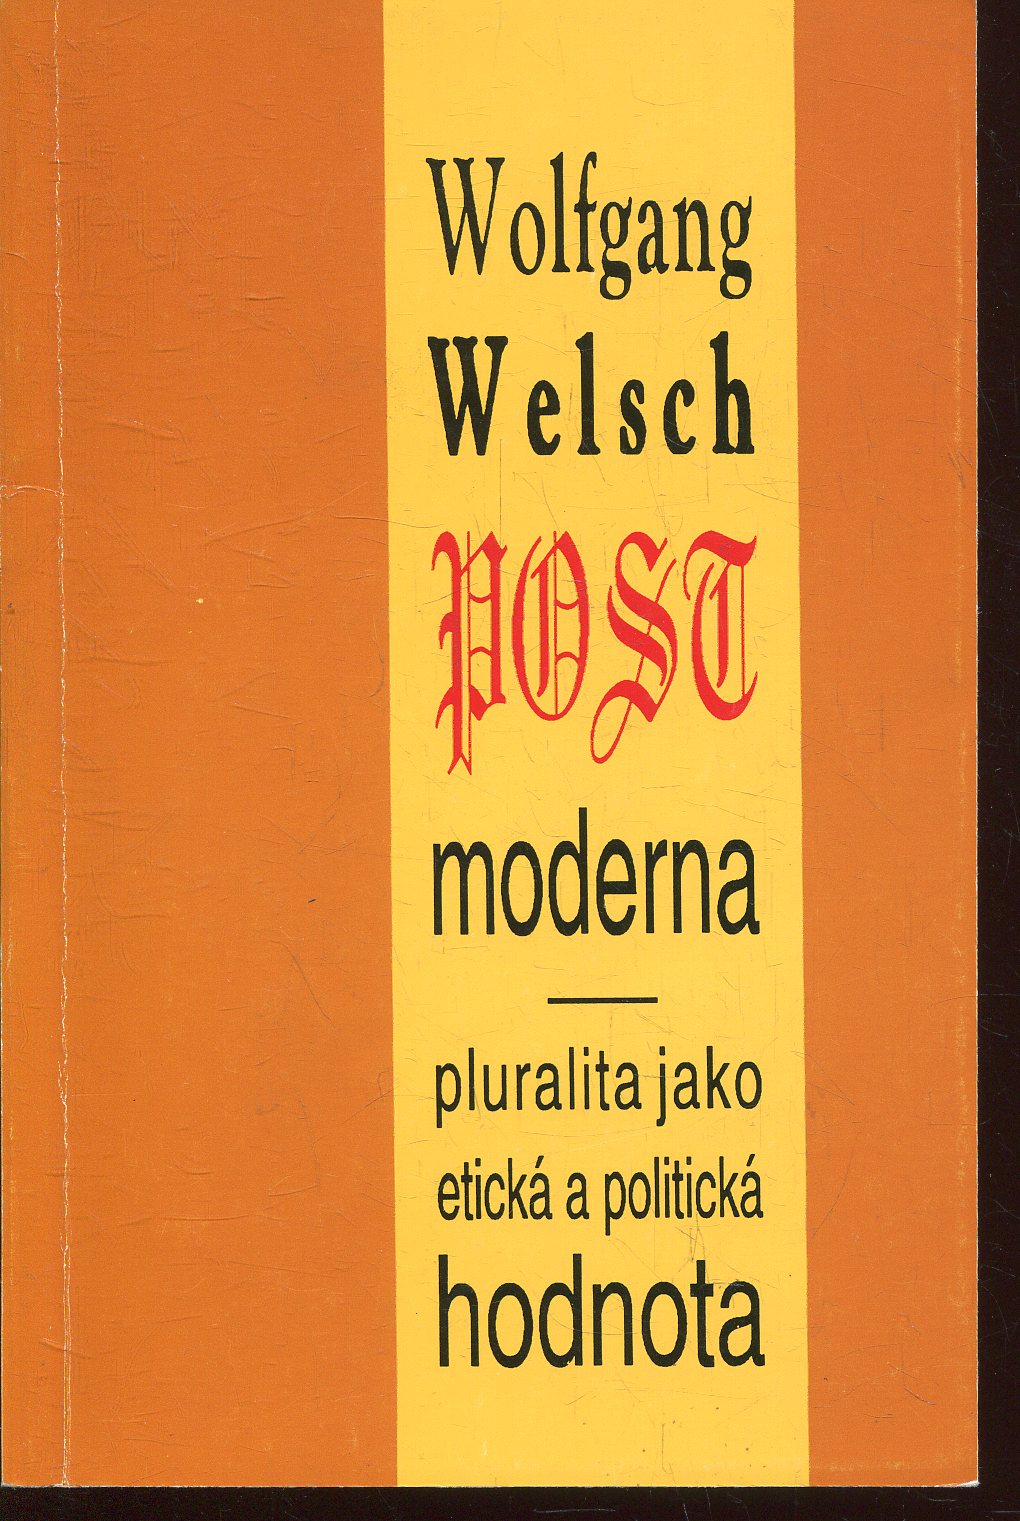 Wolfgang
Welsch
POST
moderna
pluralita jako
etická a politická
hodnota